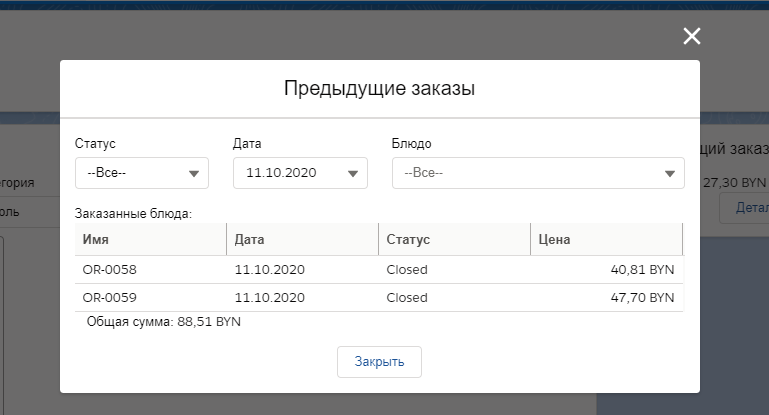 Предыдущие заказы
Статус Дата Блюдо
--Все-- 11.10.2020 --Все--
Заказанные блюда:
Имя Дата Статус Цена
OR-0058 11.10.2020 Closed 40,81 BYN
OR-0059 11.10.2020 Closed 47,70 BYN
Общая сумма: 88,51 BYN
Закрыть
егория
оль
щий заказ
27,30 BYN
Детал